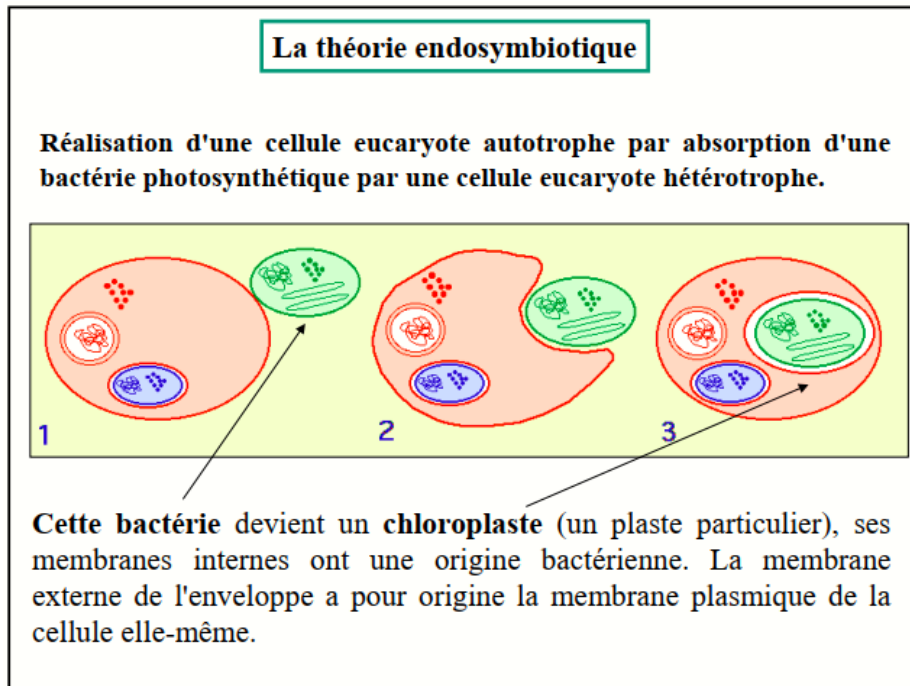 La théorie endosymbiotique
Réalisation d'une cellule eucaryote autotrophe par absorption d'une
bactérie photosynthétique par une cellule eucaryote hétérotrophe.
1 2 3
Cette bactérie devient un chloroplaste (un plaste particulier), ses
membranes internes ont une origine bactérienne. La membrane
externe de l'enveloppe a pour origine la membrane plasmique de la
cellule elle-même.